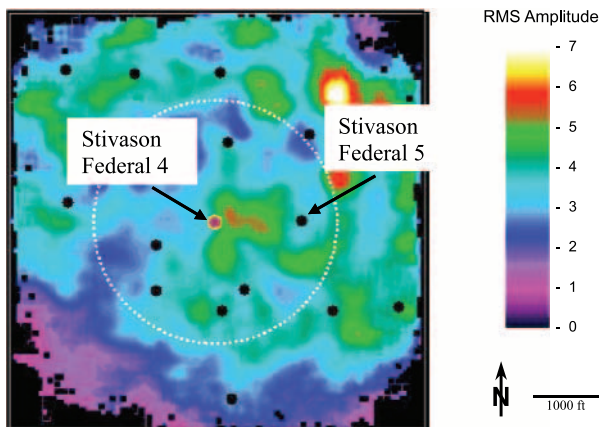 RMS Amplitude
Stivason
Federal 4
Stivason
Federal 5
- 7
- 6
- 5
- 4
- 3
- 2
- 1
- 0
N
1000 ft